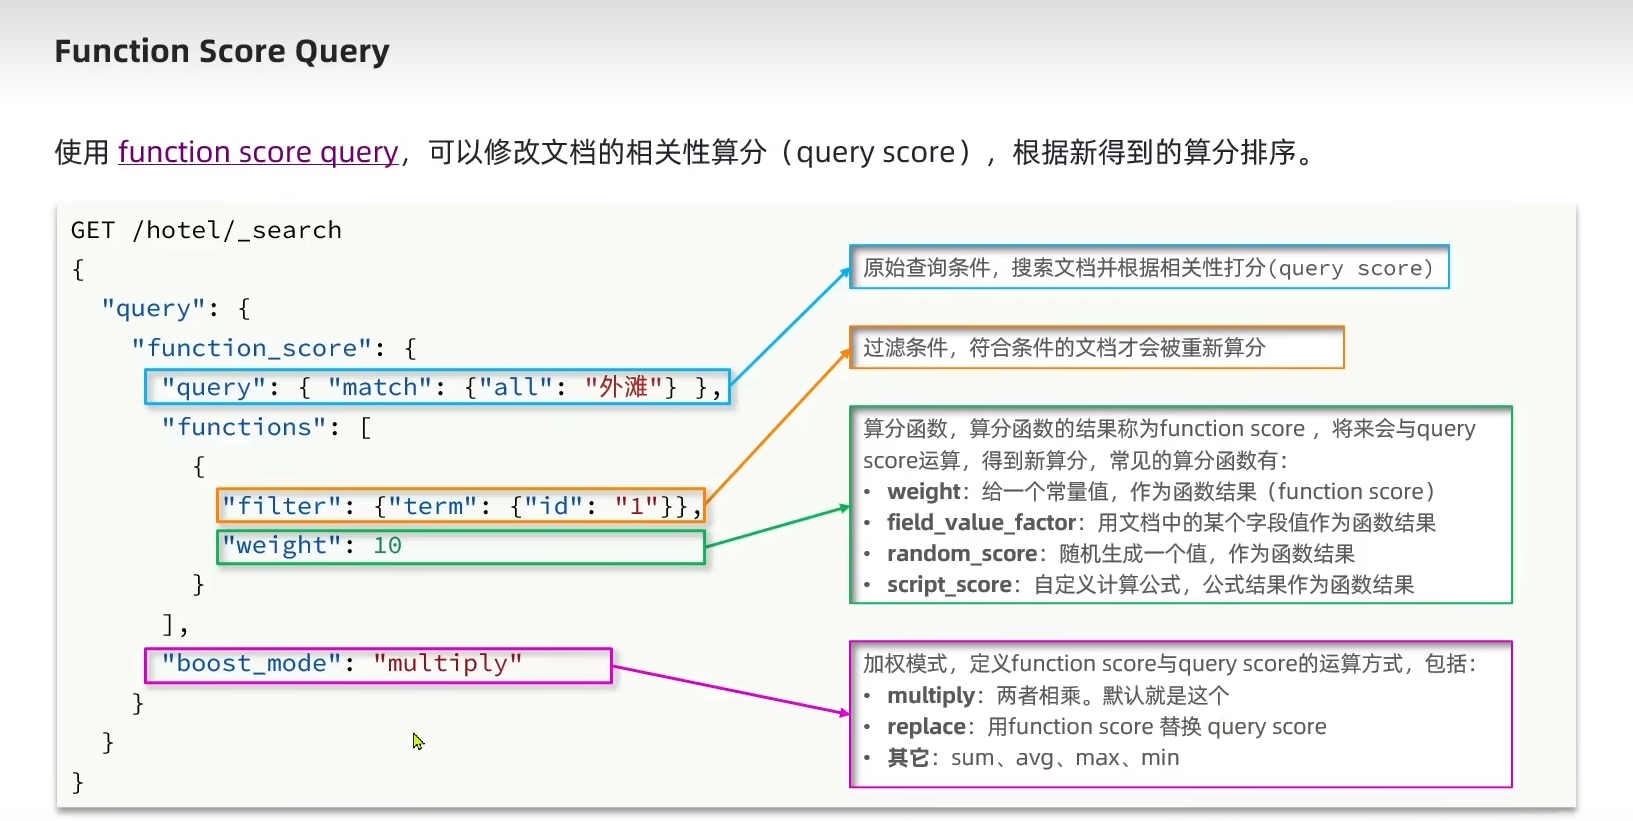 Function Score Query
使用 function score query，可以修改文档的相关性算分（query score），根据新得到的算分排序。
GET /hotel/_search
{
"query": {
"function_score": {
"query": { "match": {"all": "外滩"} },
"functions": [
{
"filter": {"term": {"id": "1"}},
"weight": 10
}
],
"boost_mode": "multiply"
}
}
}
原始查询条件，搜索文档并根据相关性打分(query score)
过滤条件，符合条件的文档才会被重新算分
算分函数，算分函数的结果称为function score ，将来会与query
score运算，得到新算分，常见的算分函数有：
• weight：给一个常量值，作为函数结果（function score）
• field_value_factor：用文档中的某个字段值作为函数结果
• random_score：随机生成一个值，作为函数结果
• script_score：自定义计算公式，公式结果作为函数结果
加权模式，定义function score与query score的运算方式，包括：
• multiply：两者相乘。默认就是这个
• replace：用function score 替换 query score
• 其它：sum、avg、max、min